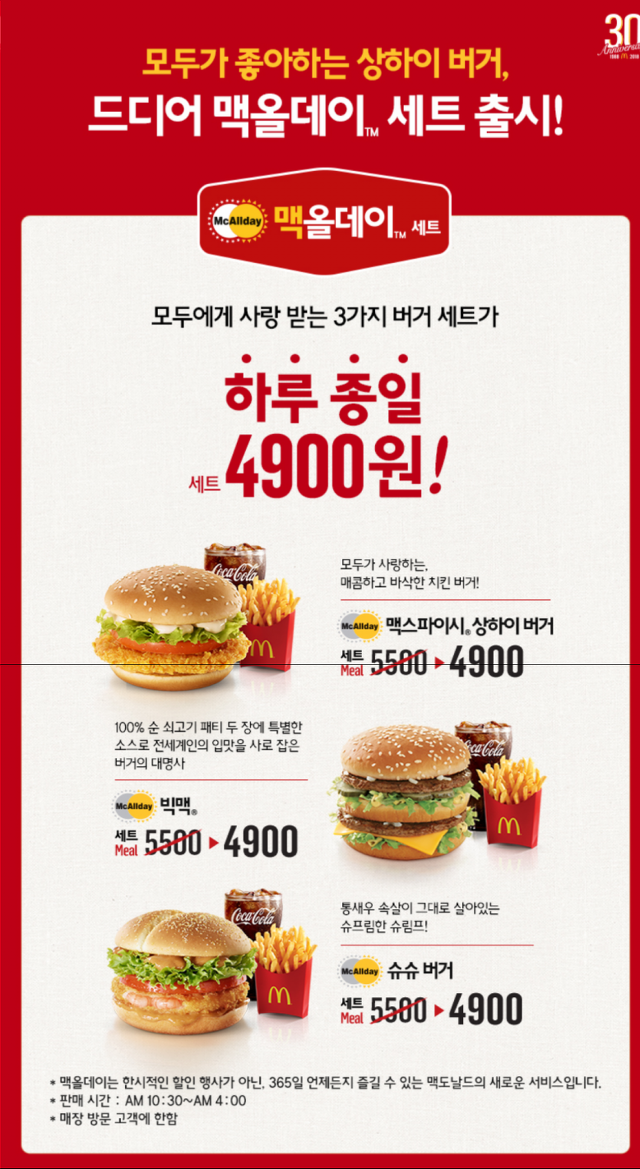 30
Anniversary
1988 2018
모두가 좋아하는 상하이 버거,
드디어 맥올데이™ 세트 출시!
McAllday 맥올데이™ 세트
모두에게 사랑 받는 3가지 버거 세트가
하루 종일
세트 4900원!
Coca-Cola
모두가 사랑하는,
매콤하고 바삭한 치킨 버거!
McAllday 맥스파이시® 상하이 버거
세트 Meal 5500 ▶ 4900
100% 순 쇠고기 패티 두 장에 특별한
소스로 전세계인의 입맛을 사로 잡은
버거의 대명사
McAllday 빅맥®
세트 Meal 5500 ▶ 4900
Coca-Cola
Coca-Cola
통새우 속살이 그대로 살아있는
슈프림한 슈림프!
McAllday 슈슈 버거
세트 Meal 5500 ▶ 4900
* 맥올데이는 한시적인 할인 행사가 아닌, 365일 언제든지 즐길 수 있는 맥도날드의 새로운 서비스입니다.
* 판매 시간 : AM 10:30~AM 4:00
* 매장 방문 고객에 한함